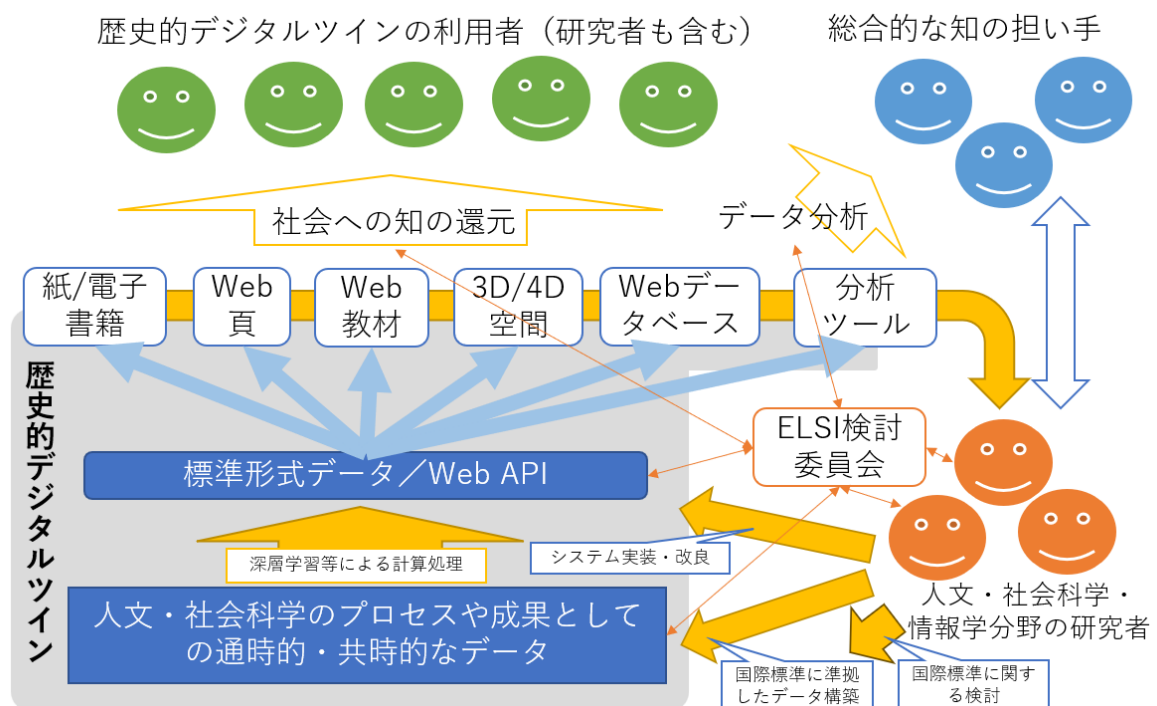 歴史的デジタルツインの利用者（研究者も含む）
総合的な知の担い手
社会への知の還元
データ分析
紙/電子
書籍
Web
頁
Web
教材
3D/4D
空間
Webデー
タベース
分析
ツール
歴史的デジタルツイン
ELSI検討
委員会
標準形式データ／Web API
深層学習等による計算処理
システム実装・改良
人文・社会科学のプロセスや成果として
の通時的・共時的なデータ
人文・社会科学・
情報学分野の研究者
国際標準に準拠
したデータ構築
国際標準に関す
る検討